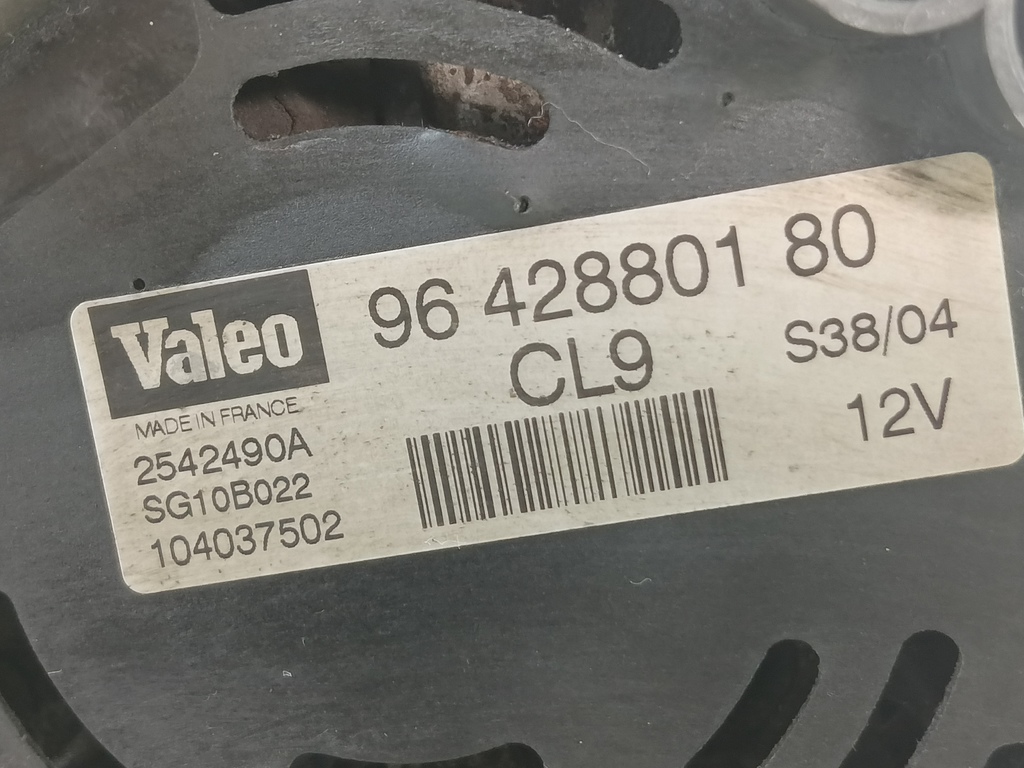 Valeo
MADE IN FRANCE
2542490A
SG10B022
104037502
96 428801 80
CL9
S38/04
12V